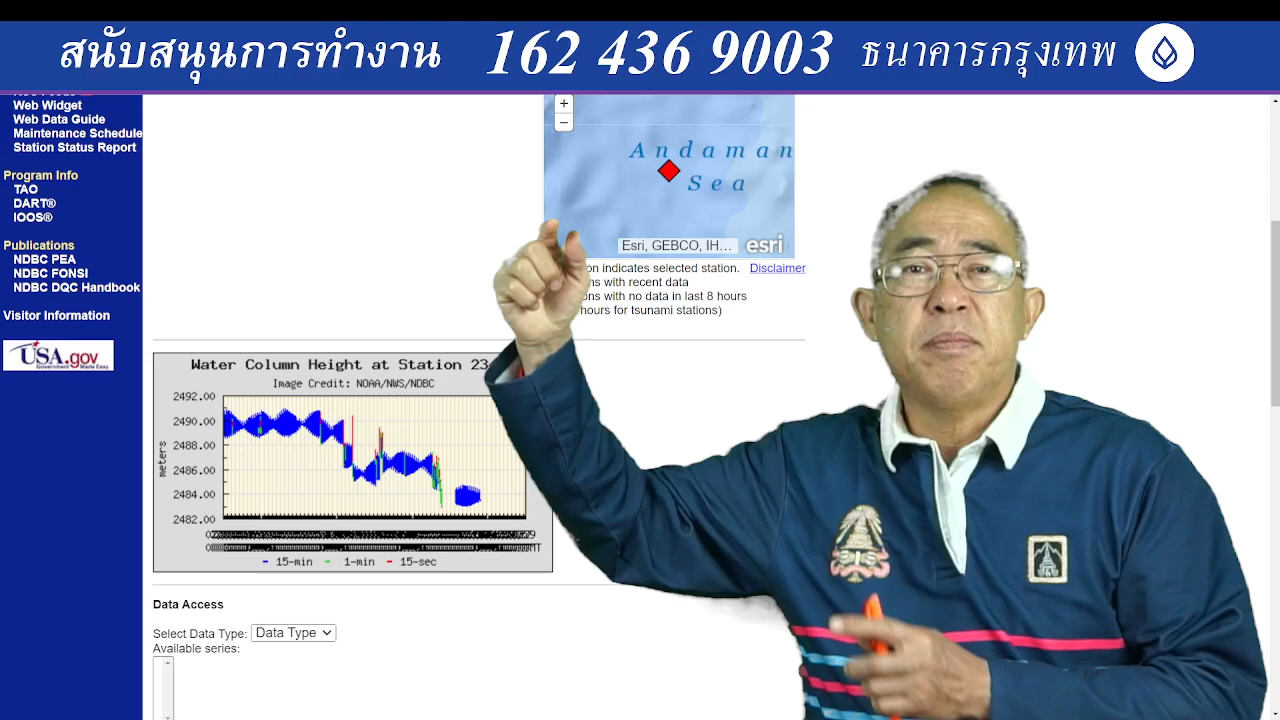 สนับสนุนการทำงาน 162 436 9003 ธนาคารกรุงเทพ
Web Widget
Web Data Guide
Maintenance Schedule
Station Status Report
Program Info
TAO
DART®
IOOS®
Publications
NDBC PEA
NDBC FONSI
NDBC DQC Handbook
Visitor Information
USA.gov
Government Made Easy
+
−
Andaman
Sea
Esri, GEBCO, IH… esri
indicates selected station. Disclaimer
with recent data
with no data in last 8 hours
hours for tsunami stations)
Water Column Height at Station 23
Image Credit: NOAA/NWS/NDBC
2492.00
2490.00
2488.00
2486.00
2484.00
2482.00
meters
15-min 1-min 15-sec
Data Access
Select Data Type: Data Type
Available series: